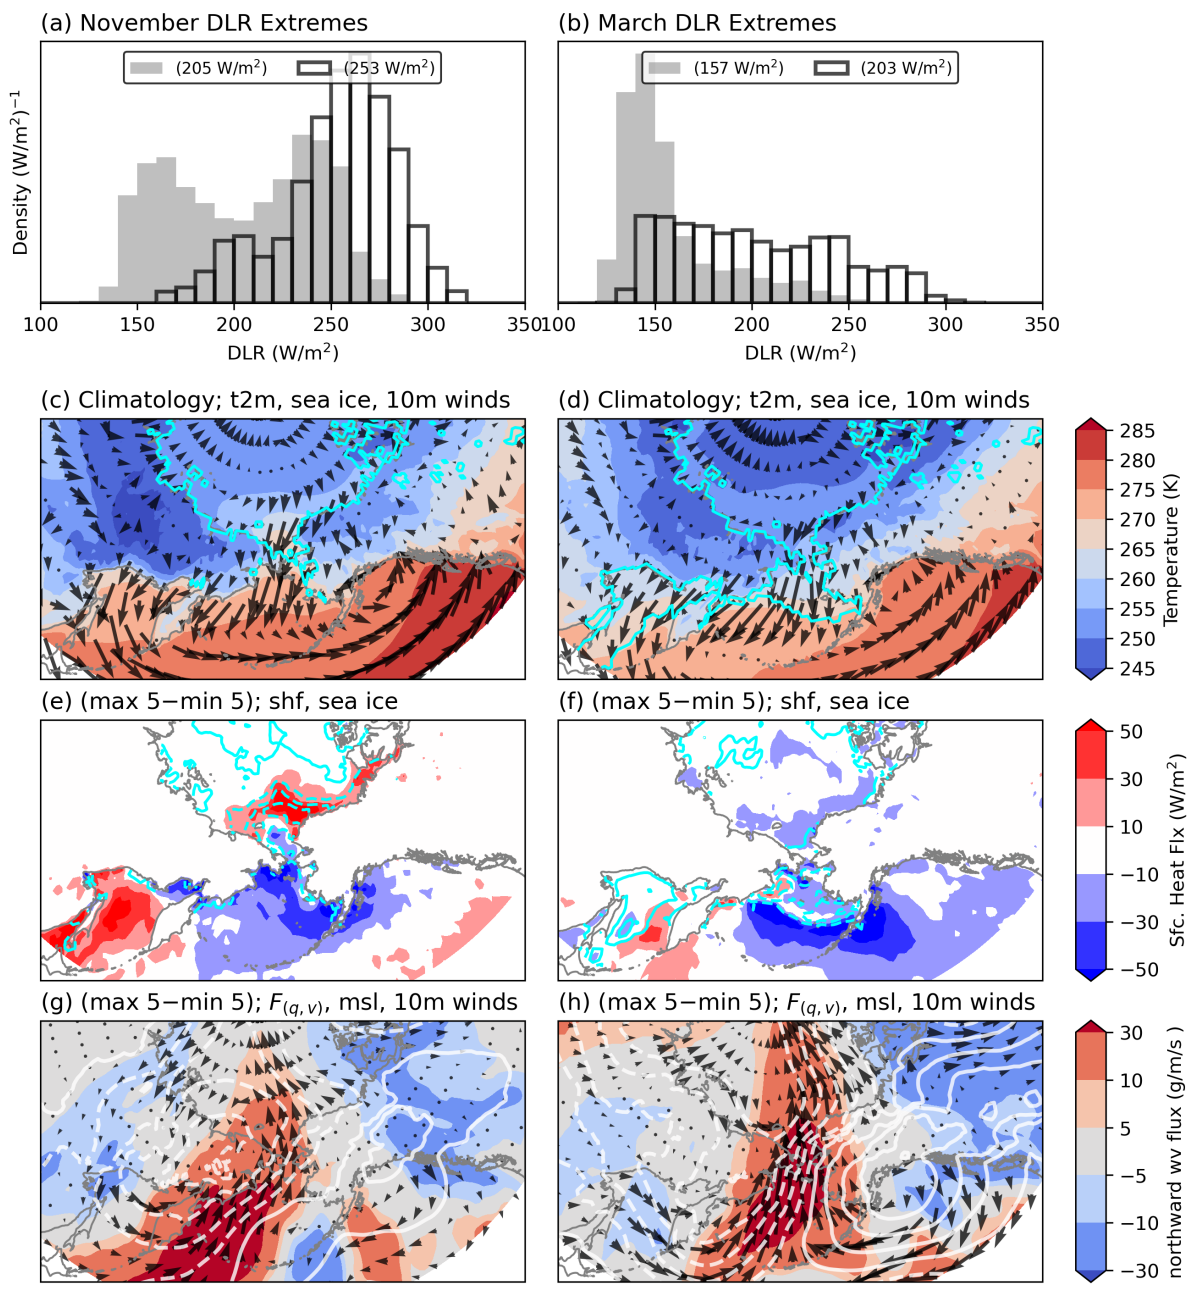 (a) November DLR Extremes
(b) March DLR Extremes
(205 W/m²)
(253 W/m²)
(157 W/m²)
(203 W/m²)
Density (W/m²)⁻¹
100 150 200 250 300 350
100 150 200 250 300 350
DLR (W/m²)
DLR (W/m²)
(c) Climatology; t2m, sea ice, 10m winds
(d) Climatology; t2m, sea ice, 10m winds
285
280
275
270
265
260
255
250
245
Temperature (K)
(e) (max 5−min 5); shf, sea ice
(f) (max 5−min 5); shf, sea ice
50
30
10
−10
−30
−50
Sfc. Heat Flx (W/m²)
(g) (max 5−min 5); F(q, v), msl, 10m winds
(h) (max 5−min 5); F(q, v), msl, 10m winds
30
10
5
−5
−10
−30
northward wv flux (g/m/s )